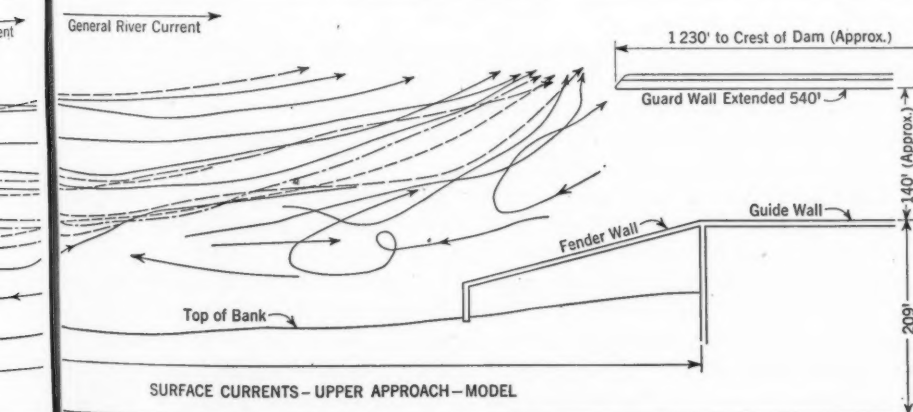 ent
General River Current
1 230' to Crest of Dam (Approx.)
Guard Wall Extended 540'
140' (Approx.)
Guide Wall
Fender Wall
Top of Bank
209'
SURFACE CURRENTS - UPPER APPROACH - MODEL